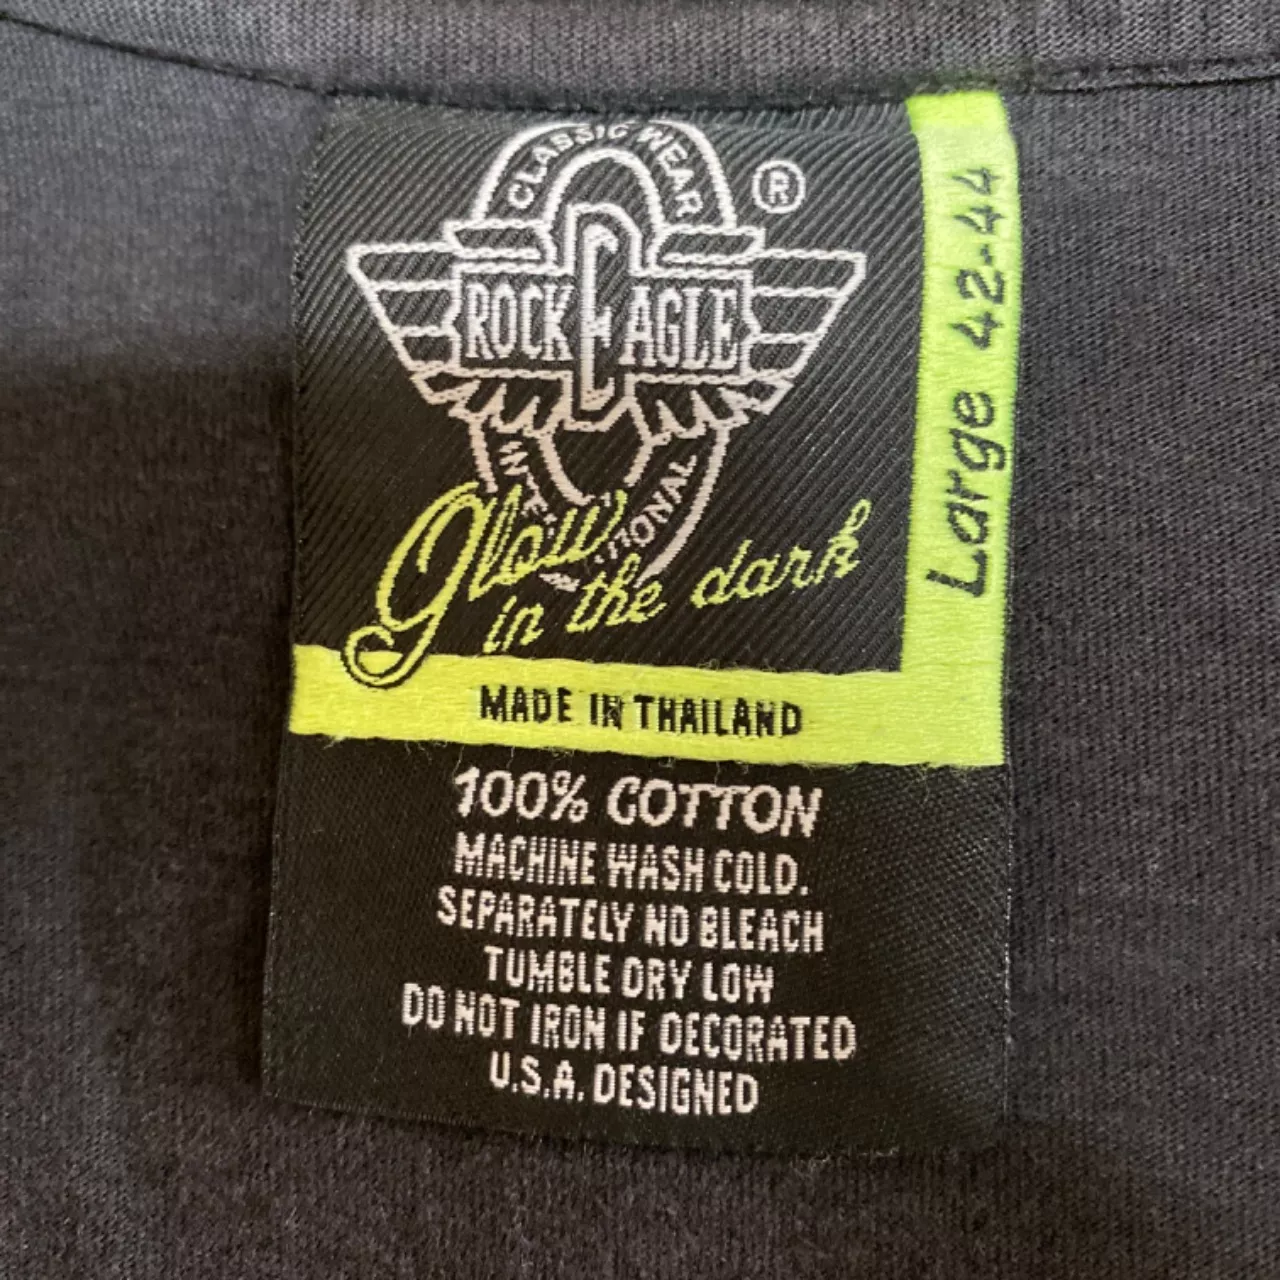 CLASSIC WEAR
®
ROCK EAGLE
INTERNATIONAL
glow
in the dark
Large 42-44
MADE IN THAILAND
100% COTTON
MACHINE WASH COLD.
SEPARATELY NO BLEACH
TUMBLE DRY LOW
DO NOT IRON IF DECORATED
U.S.A. DESIGNED